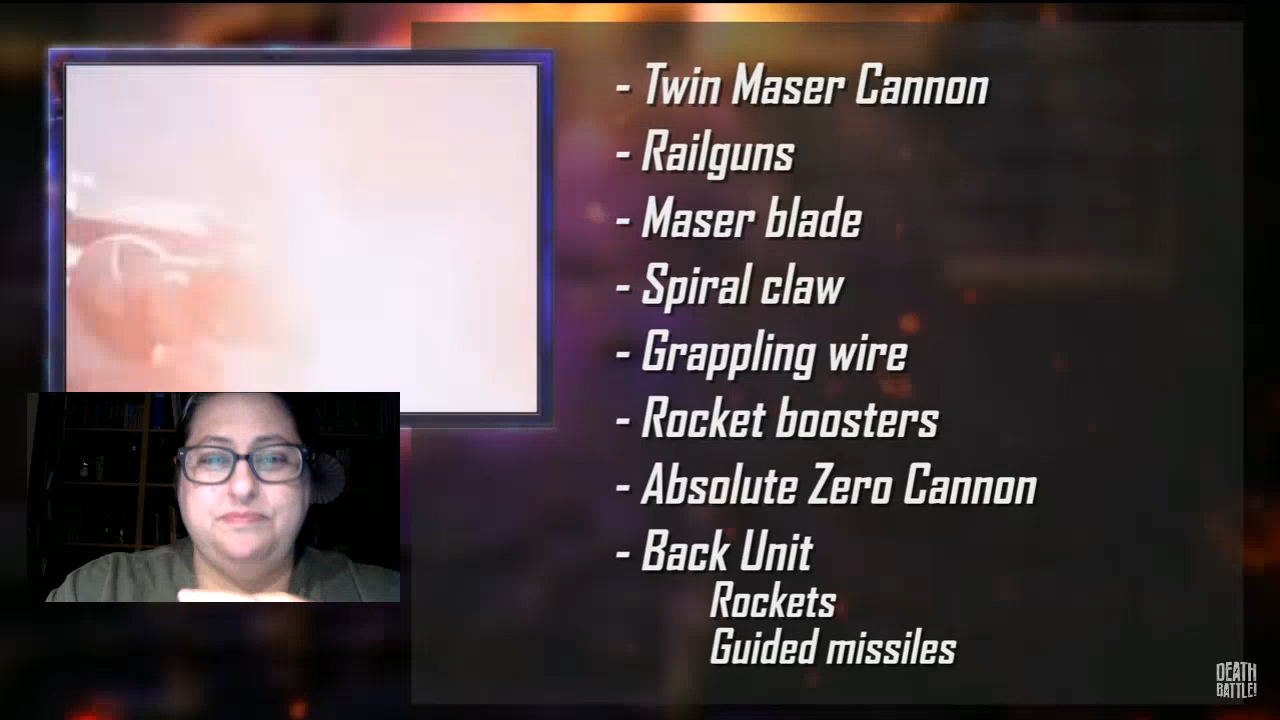 - Twin Maser Cannon
- Railguns
- Maser blade
- Spiral claw
- Grappling wire
- Rocket boosters
- Absolute Zero Cannon
- Back Unit
Rockets
Guided missiles
DEATH
BATTLE!